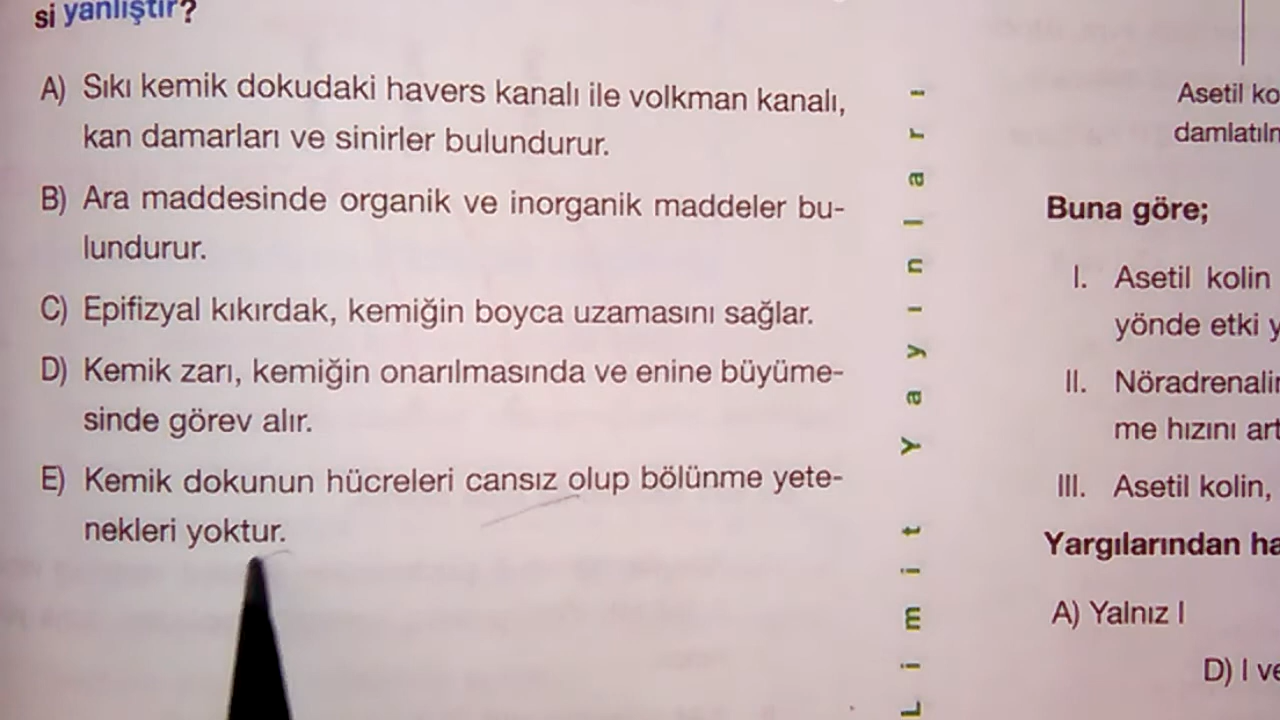 si yanlıştır?
A) Sıkı kemik dokudaki havers kanalı ile volkman kanalı,
kan damarları ve sinirler bulundurur.
B) Ara maddesinde organik ve inorganik maddeler bu-
lundurur.
C) Epifizyal kıkırdak, kemiğin boyca uzamasını sağlar.
D) Kemik zarı, kemiğin onarılmasında ve enine büyüme-
sinde görev alır.
E) Kemik dokunun hücreleri cansız olup bölünme yete-
nekleri yoktur.
Limit Yayınları
Asetil ko
damlatıln
Buna göre;
I. Asetil kolin
yönde etki y
II. Nöradrenalin
me hızını art
III. Asetil kolin,
Yargılarından ha
A) Yalnız I
D) I ve